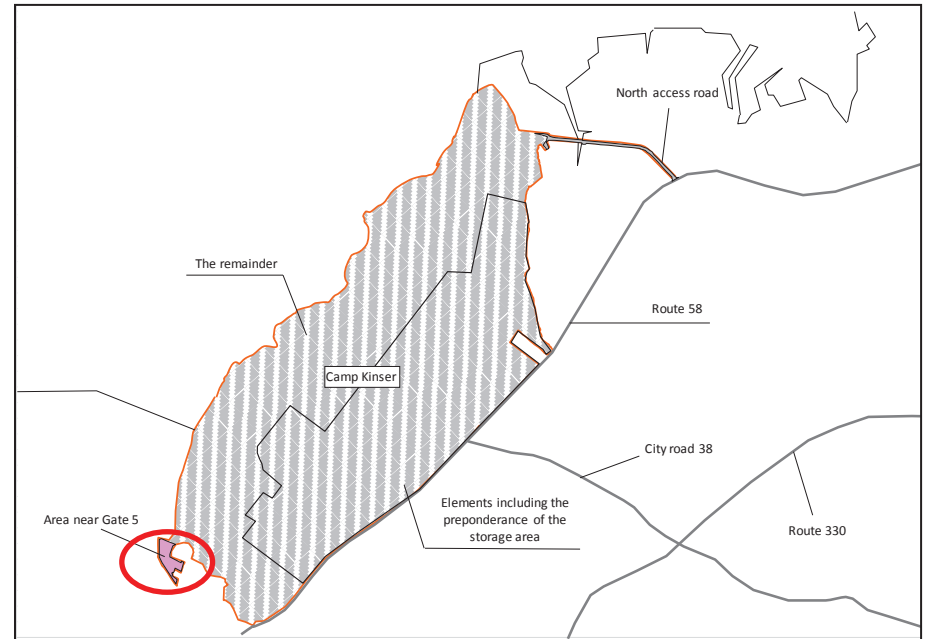 North access road
The remainder
Route 58
Camp Kinser
City road 38
Elements including the
preponderance of the
storage area
Area near Gate 5
Route 330